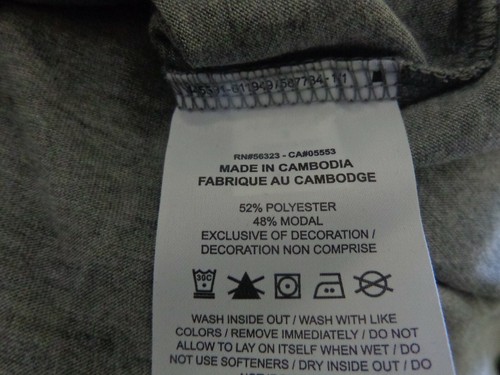 RN#56323 - CA#05553
MADE IN CAMBODIA
FABRIQUE AU CAMBODGE
52% POLYESTER
48% MODAL
EXCLUSIVE OF DECORATION /
DECORATION NON COMPRISE
30C
WASH INSIDE OUT / WASH WITH LIKE
COLORS / REMOVE IMMEDIATELY / DO NOT
ALLOW TO LAY ON ITSELF WHEN WET / DO
NOT USE SOFTENERS / DRY INSIDE OUT / DO